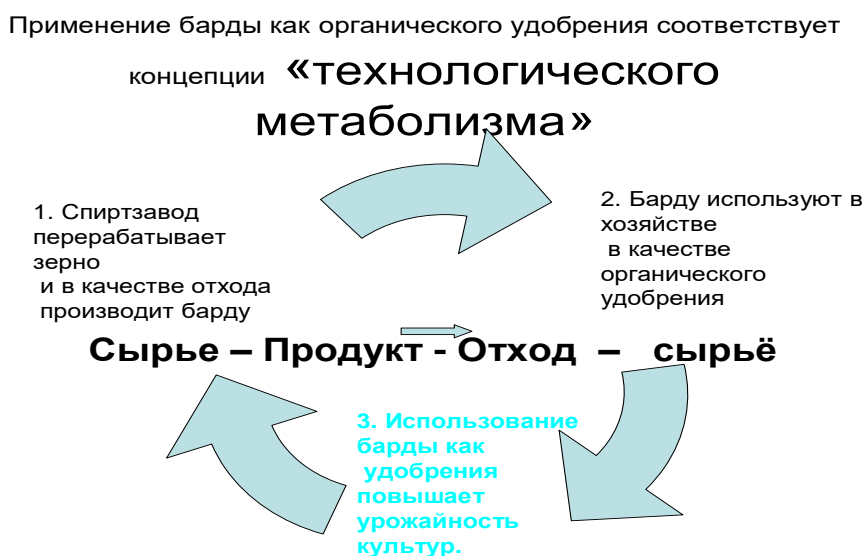 Применение барды как органического удобрения соответствует
концепции «технологического
метаболизма»
1. Спиртзавод
перерабатывает
зерно
и в качестве отхода
производит барду
2. Барду используют в
хозяйстве
в качестве
органического
удобрения
Сырье – Продукт - Отход – сырьё
3. Использование
барды как
удобрения
повышает
урожайность
культур.